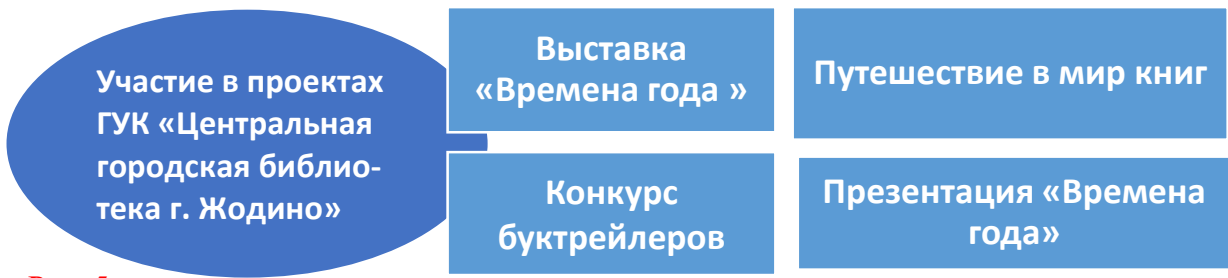 Участие в проектах
ГУК «Центральная
городская библио-
тека г. Жодино»
Выставка
«Времена года »
Путешествие в мир книг
Конкурс
буктрейлеров
Презентация «Времена
года»